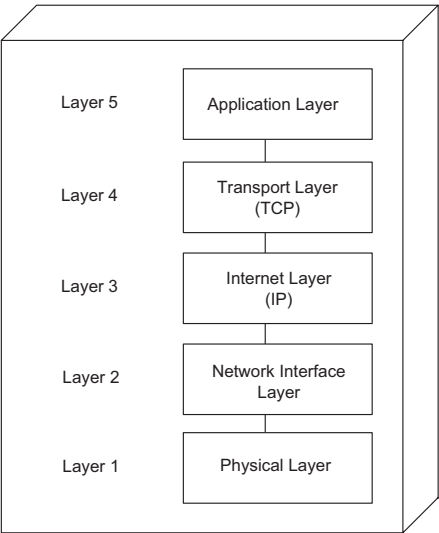 Layer 5
Application Layer
Layer 4
Transport Layer
(TCP)
Layer 3
Internet Layer
(IP)
Layer 2
Network Interface
Layer
Layer 1
Physical Layer